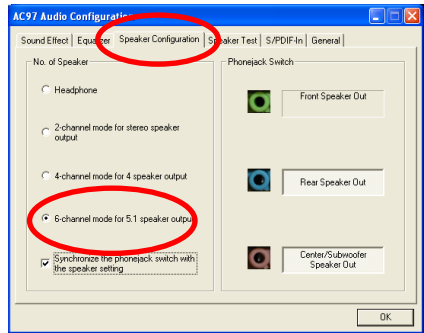 AC97 Audio Configuration
Sound Effect Equalizer Speaker Configuration Speaker Test S/PDIF-In General
No. of Speaker
Headphone
2-channel mode for stereo speaker
output
4-channel mode for 4 speaker output
6-channel mode for 5.1 speaker output
Synchronize the phonejack switch with
the speaker setting
Phonejack Switch
Front Speaker Out
Rear Speaker Out
Center/Subwoofer
Speaker Out
OK